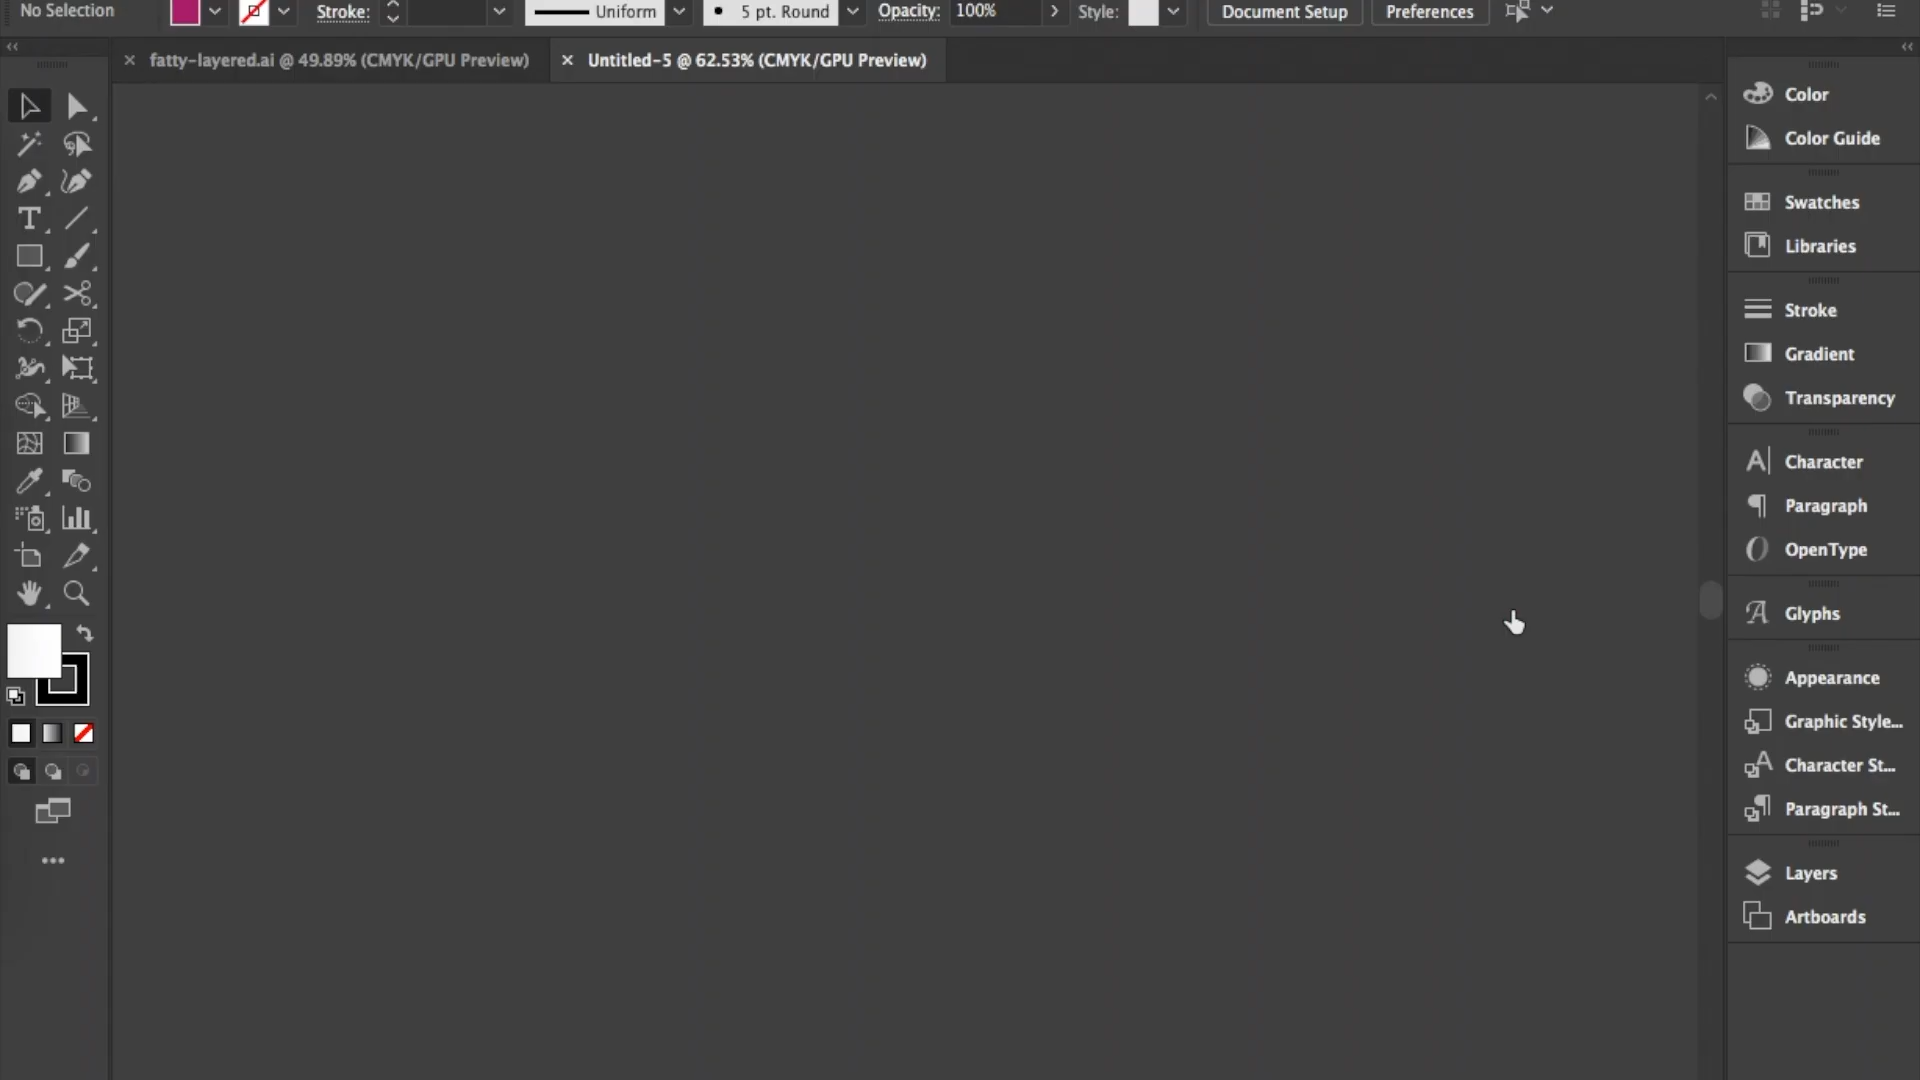 No Selection
Stroke:
Uniform
5 pt. Round
Opacity:
100%
Style:
Document Setup
Preferences
fatty-layered.ai @ 49.89% (CMYK/GPU Preview)
Untitled-5 @ 62.53% (CMYK/GPU Preview)
Color
Color Guide
Swatches
Libraries
Stroke
Gradient
Transparency
Character
Paragraph
OpenType
Glyphs
Appearance
Graphic Style...
Character St...
Paragraph St...
Layers
Artboards